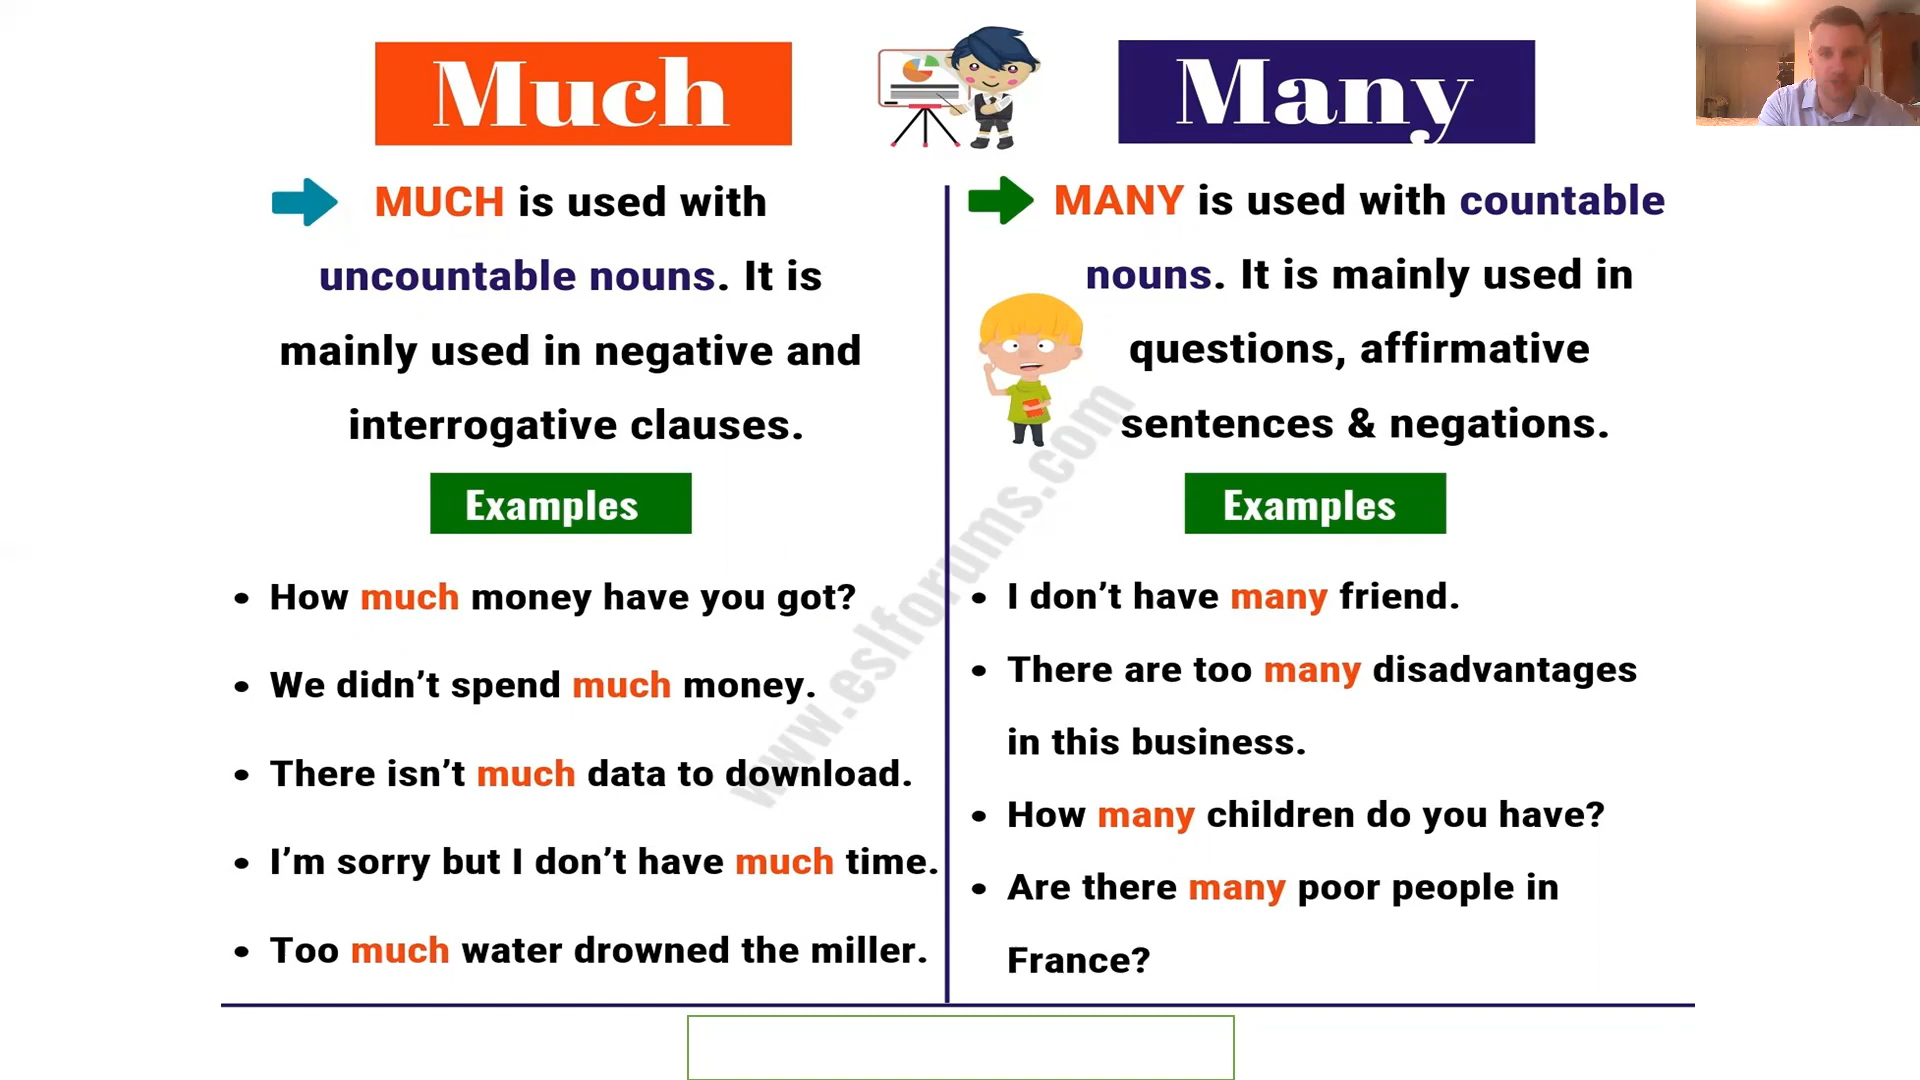 Much
Many
MUCH is used with
uncountable nouns. It is
mainly used in negative and
interrogative clauses.
Examples
• How much money have you got?
• We didn’t spend much money.
• There isn’t much data to download.
• I’m sorry but I don’t have much time.
• Too much water drowned the miller.
MANY is used with countable
nouns. It is mainly used in
questions, affirmative
sentences & negations.
Examples
• I don’t have many friend.
• There are too many disadvantages
in this business.
• How many children do you have?
• Are there many poor people in
France?
www.eslforums.com